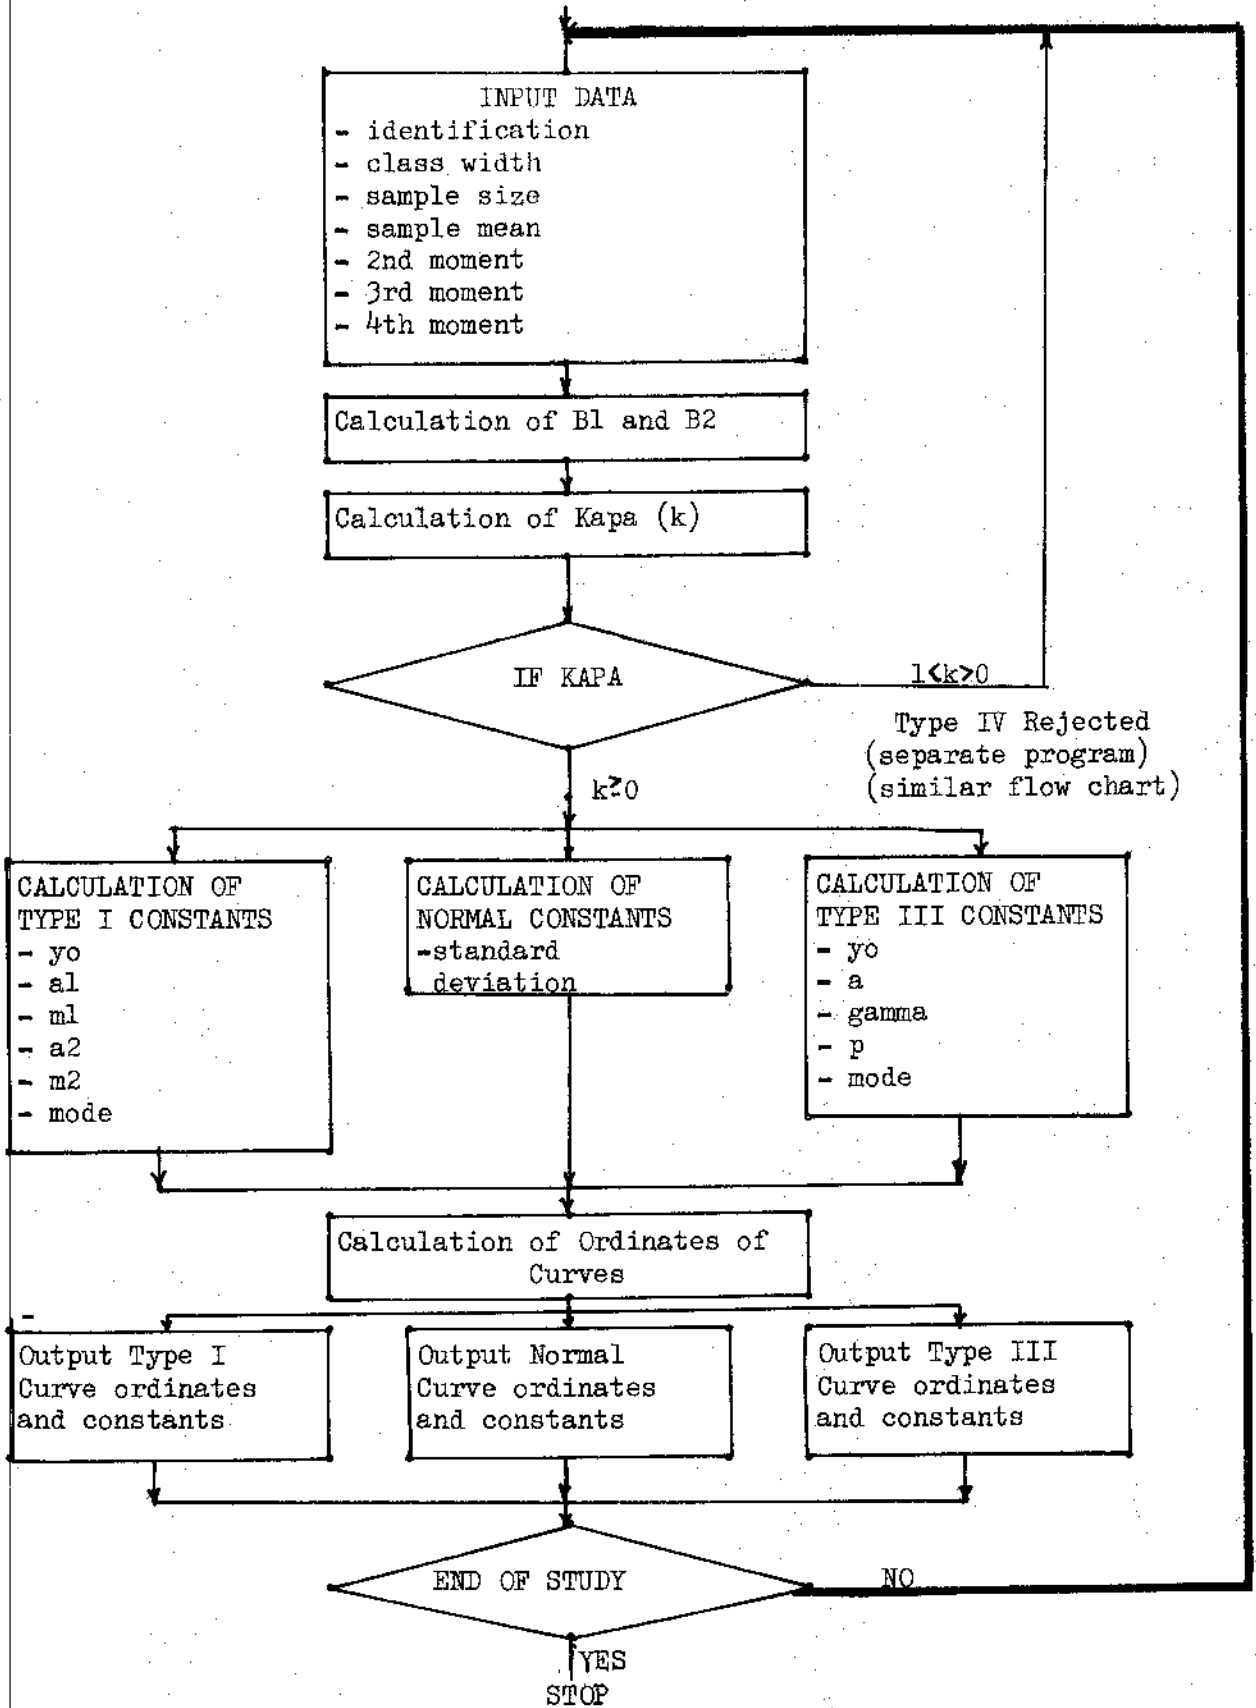 INPUT DATA
- identification
- class width
- sample size
- sample mean
- 2nd moment
- 3rd moment
- 4th moment
Calculation of B1 and B2
Calculation of Kapa (k)
IF KAPA
1<k>0
Type IV Rejected
(separate program)
(similar flow chart)
k≥0
CALCULATION OF
TYPE I CONSTANTS
- yo
- a1
- m1
- a2
- m2
- mode
CALCULATION OF
NORMAL CONSTANTS
-standard
deviation
CALCULATION OF
TYPE III CONSTANTS
- yo
- a
- gamma
- p
- mode
Calculation of Ordinates of
Curves
Output Type I
Curve ordinates
and constants
Output Normal
Curve ordinates
and constants
Output Type III
Curve ordinates
and constants
END OF STUDY
NO
YES
STOP